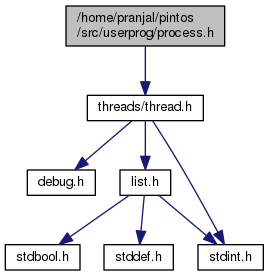 /home/pranjal/pintos
/src/userprog/process.h
threads/thread.h
debug.h
list.h
stdbool.h
stddef.h
stdint.h